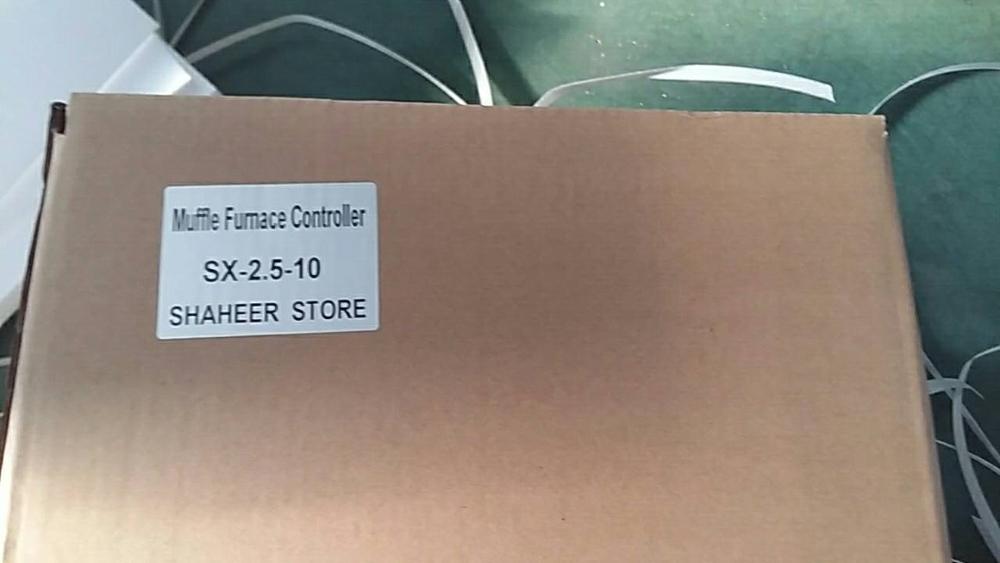 Muffle Furnace Controller
SX-2.5-10
SHAHEER STORE